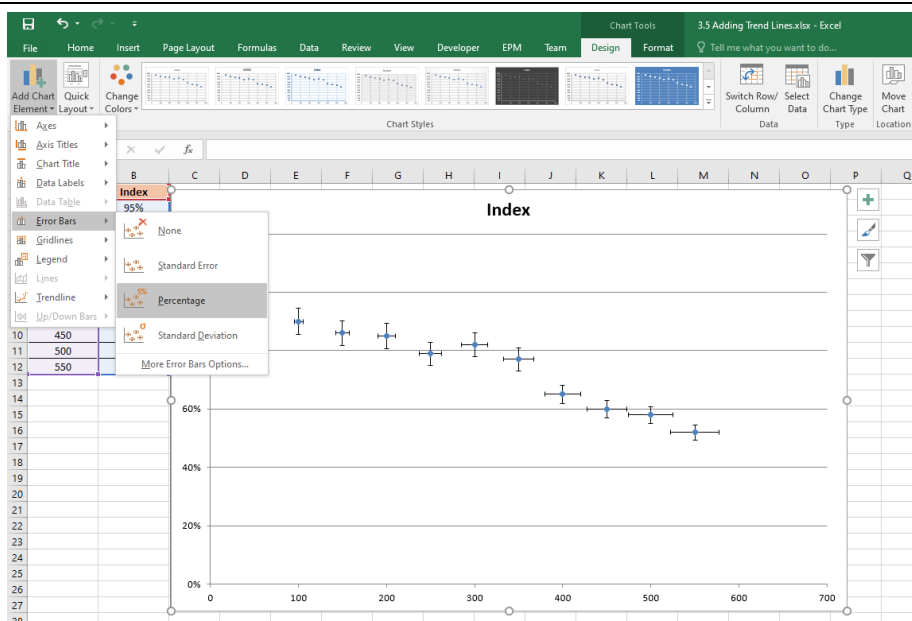 Chart Tools 3.5 Adding Trend Lines.xlsx - Excel
File Home Insert Page Layout Formulas Data Review View Developer EPM Team Design Format Tell me what you want to do...
Add Chart Element Quick Layout Change Colors Switch Row/ Column Select Data Change Chart Type Move Chart
Chart Styles Data Type Location
Axes
Axis Titles
Chart Title
Data Labels
Data Table
Error Bars
Gridlines
Legend
Lines
Trendline
Up/Down Bars
None
Standard Error
5%
Percentage
σ
Standard Deviation
More Error Bars Options...
fx
B C D E F G H I J K L M N O P Q
Index
95%
10 450
11 500
12 550
13
14
15
16
17
18
19
20
21
22
23
24
25
26
27
28
Index
60%
40%
20%
0%
0 100 200 300 400 500 600 700